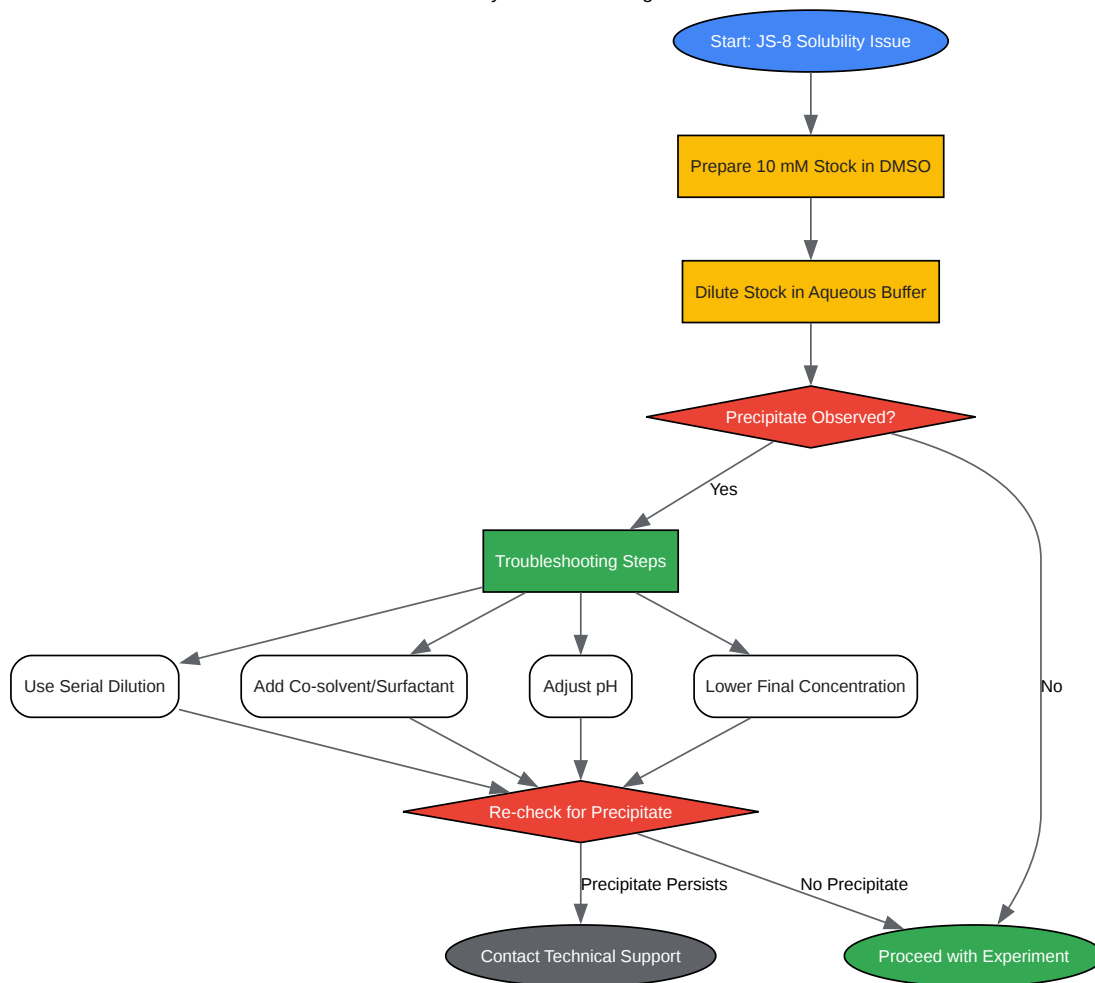 Start: JS-8 Solubility Issue
Prepare 10 mM Stock in DMSO
Dilute Stock in Aqueous Buffer
Precipitate Observed?
Yes
Troubleshooting Steps
Use Serial Dilution
Add Co-solvent/Surfactant
Adjust pH
Lower Final Concentration
No
Re-check for Precipitate
Precipitate Persists
No Precipitate
Contact Technical Support
Proceed with Experiment